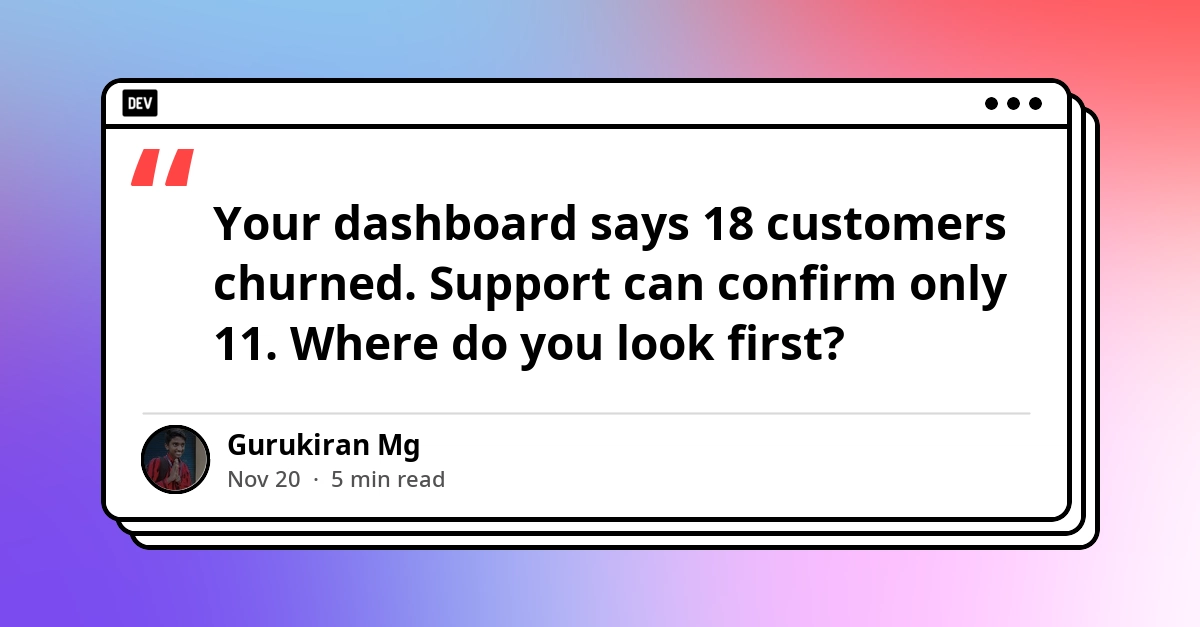 DEV
Your dashboard says 18 customers
churned. Support can confirm only
11. Where do you look first?
Gurukiran Mg
Nov 20 · 5 min read